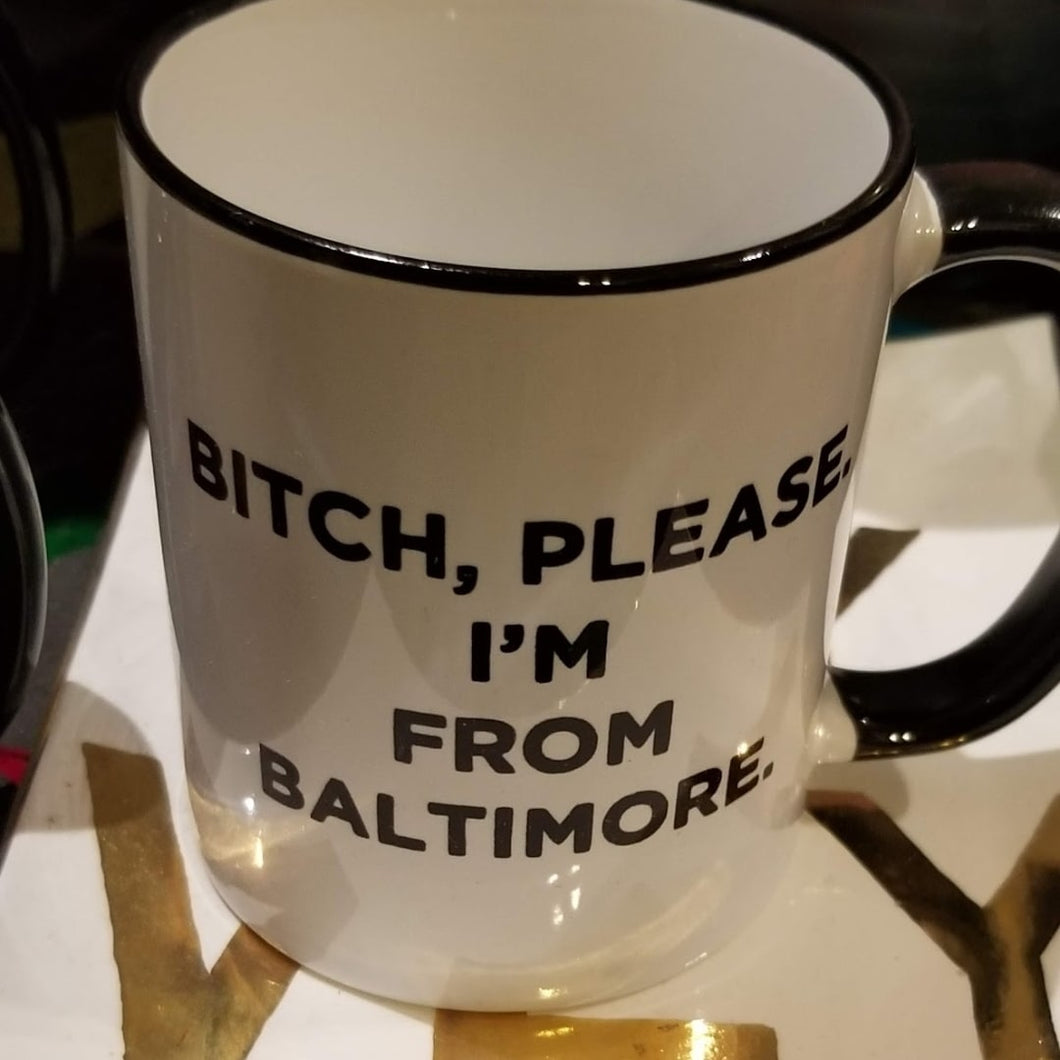 BITCH, PLEASE.
I'M
FROM
BALTIMORE.